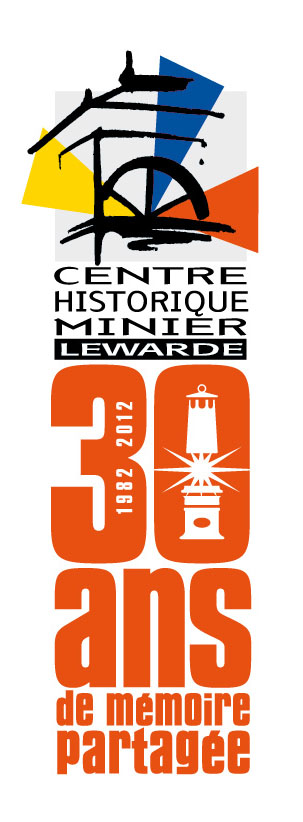 CENTRE
HISTORIQUE
MINIER
LEWARDE
30
1982 2012
ans
de mémoire
partagée